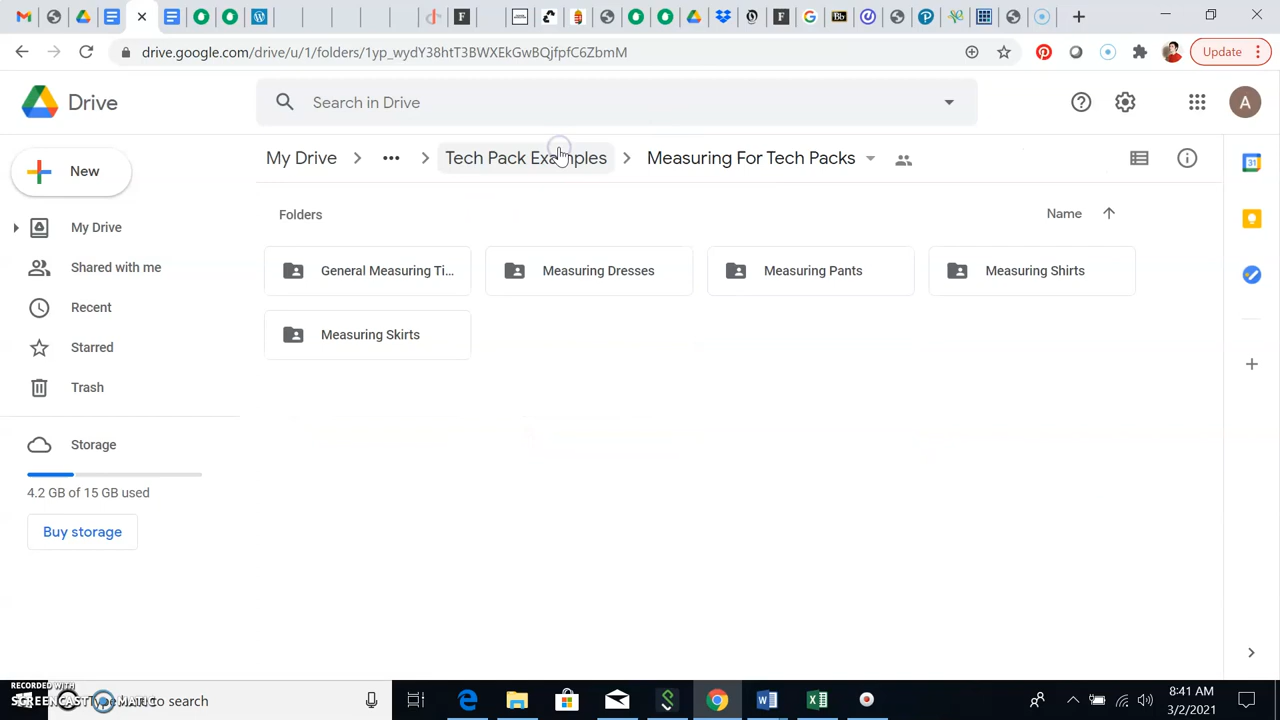 drive.google.com/drive/u/1/folders/1yp_wydY38htT3BWXEkGwBQjfpfC6ZbmM
Update
Drive
Search in Drive
A
New
My Drive
•••
Tech Pack Examples
Measuring For Tech Packs
My Drive
Shared with me
Recent
Starred
Trash
Storage
4.2 GB of 15 GB used
Buy storage
Folders
Name
General Measuring Ti...
Measuring Dresses
Measuring Pants
Measuring Shirts
Measuring Skirts
RECORDED WITH
SCREENCAST MATIC
Type here to search
8:41 AM
3/2/2021